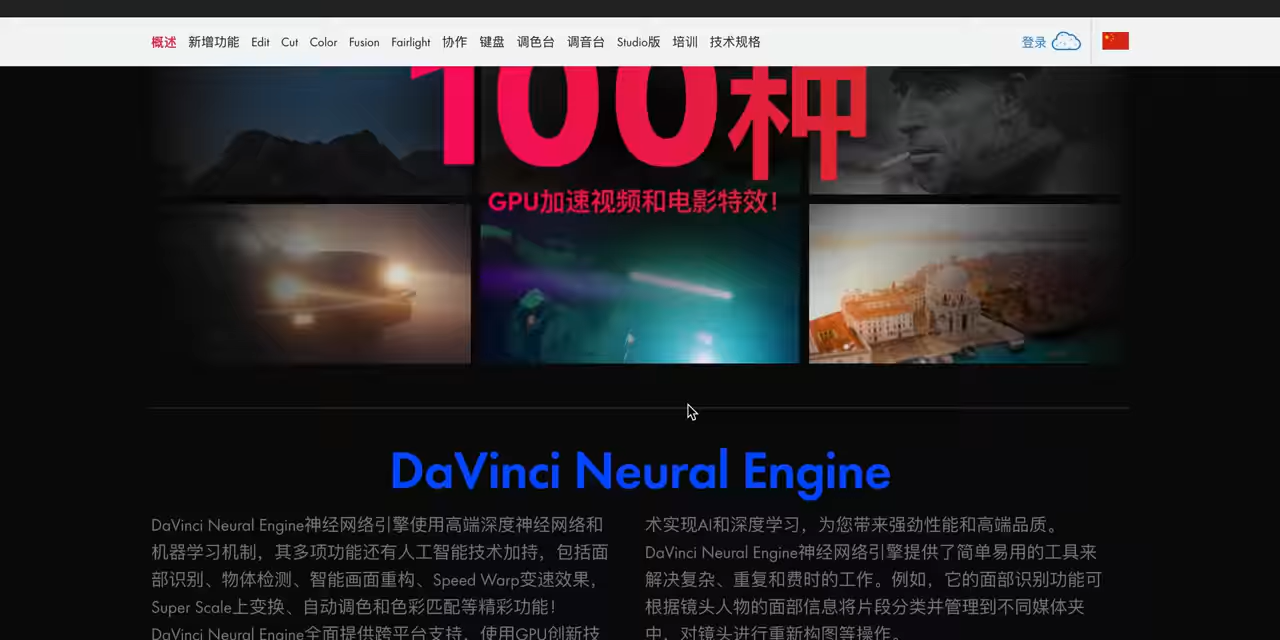 概述 新增功能 Edit Cut Color Fusion Fairlight 协作 键盘 调色台 调音台 Studio版 培训 技术规格 登录
100种
GPU加速视频和电影特效！
DaVinci Neural Engine
DaVinci Neural Engine神经网络引擎使用高端深度神经网络和
机器学习机制，其多项功能还有人工智能技术加持，包括面
部识别、物体检测、智能画面重构、Speed Warp变速效果，
Super Scale上变换、自动调色和色彩匹配等精彩功能！
DaVinci Neural Engine全面提供跨平台支持，使用GPU创新技
术实现AI和深度学习，为您带来强劲性能和高端品质。
DaVinci Neural Engine神经网络引擎提供了简单易用的工具来
解决复杂、重复和费时的工作。例如，它的面部识别功能可
根据镜头人物的面部信息将片段分类并管理到不同媒体夹
中，对镜头进行重新构图等操作。